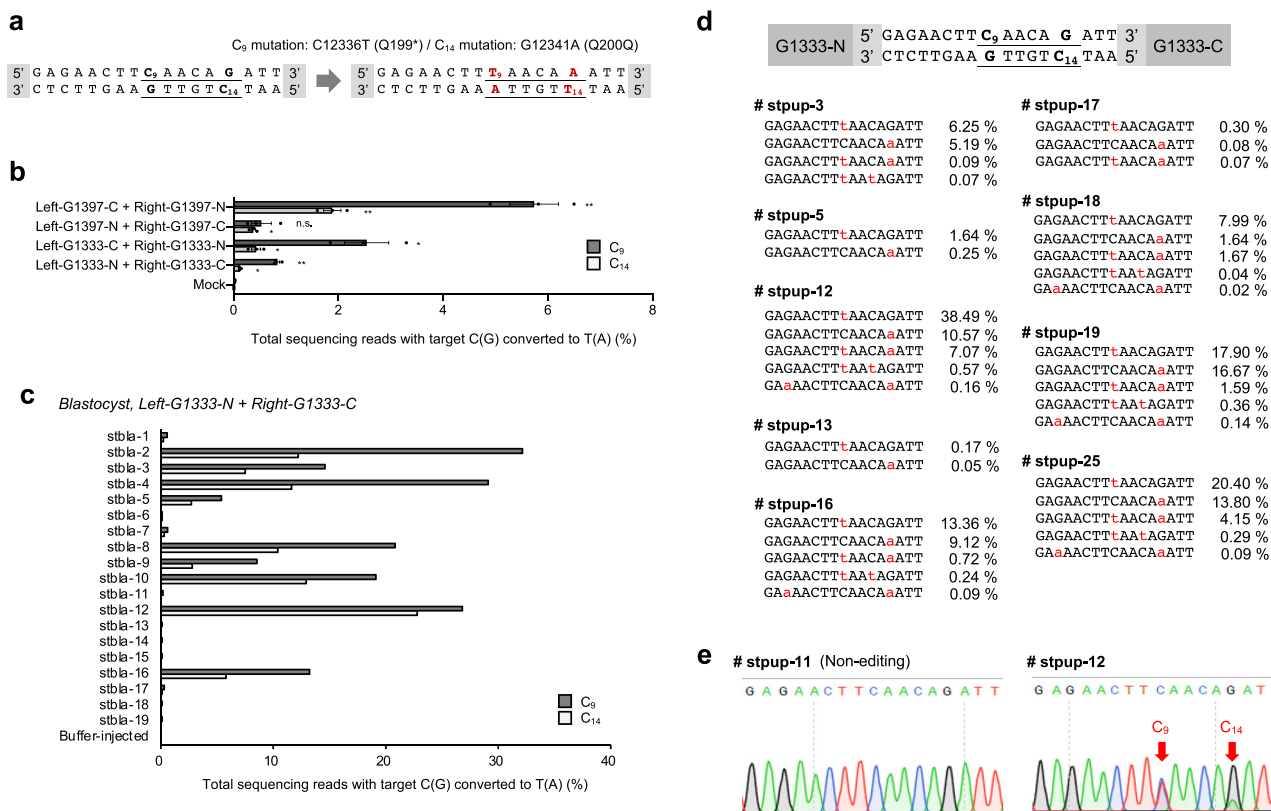 a
C9 mutation: C12336T (Q199*) / C14 mutation: G12341A (Q200Q)
5’ G A G A A C T T C9 A A C A G A T T 3’
3’ C T C T T G A A G T T G T C14 T A A 5’
5’ G A G A A C T T T9 A A C A A A T T 3’
3’ C T C T T G A A A T T G T T14 T A A 5’
b
Left-G1397-C + Right-G1397-N
**
**
Left-G1397-N + Right-G1397-C
n.s.
*
Left-G1333-C + Right-G1333-N
*
*
Left-G1333-N + Right-G1333-C
**
*
Mock
C9
C14
0 2 4 6 8
Total sequencing reads with target C(G) converted to T(A) (%)
c
Blastocyst, Left-G1333-N + Right-G1333-C
stbla-1
stbla-2
stbla-3
stbla-4
stbla-5
stbla-6
stbla-7
stbla-8
stbla-9
stbla-10
stbla-11
stbla-12
stbla-13
stbla-14
stbla-15
stbla-16
stbla-17
stbla-18
stbla-19
Buffer-injected
C9
C14
0 10 20 30 40
Total sequencing reads with target C(G) converted to T(A) (%)
d
G1333-N
5’ GAGAACTTC9AACA G ATT 3’
3’ CTCTTGAA GTTGTC14TAA 5’
G1333-C
# stpup-3
GAGAACTTtAACAGATT 6.25 %
GAGAACTTCAACAaATT 5.19 %
GAGAACTTtAACAaATT 0.09 %
GAGAACTTtAAtAGATT 0.07 %
# stpup-5
GAGAACTTtAACAGATT 1.64 %
GAGAACTTCAACAaATT 0.25 %
# stpup-12
GAGAACTTtAACAGATT 38.49 %
GAGAACTTCAACAaATT 10.57 %
GAGAACTTtAACAaATT 7.07 %
GAGAACTTtAAtAGATT 0.57 %
GAaAACTTCAACAaATT 0.16 %
# stpup-13
GAGAACTTtAACAGATT 0.17 %
GAGAACTTCAACAaATT 0.05 %
# stpup-16
GAGAACTTtAACAGATT 13.36 %
GAGAACTTCAACAaATT 9.12 %
GAGAACTTtAACAaATT 0.72 %
GAGAACTTtAAtAGATT 0.24 %
GAaAACTTCAACAaATT 0.09 %
# stpup-17
GAGAACTTtAACAGATT 0.30 %
GAGAACTTCAACAaATT 0.08 %
GAGAACTTtAACAaATT 0.07 %
# stpup-18
GAGAACTTtAACAGATT 7.99 %
GAGAACTTCAACAaATT 1.64 %
GAGAACTTtAACAaATT 1.67 %
GAGAACTTtAAtAGATT 0.04 %
GAaAACTTCAACAaATT 0.02 %
# stpup-19
GAGAACTTtAACAGATT 17.90 %
GAGAACTTCAACAaATT 16.67 %
GAGAACTTtAACAaATT 1.59 %
GAGAACTTtAAtAGATT 0.36 %
GAaAACTTCAACAaATT 0.14 %
# stpup-25
GAGAACTTtAACAGATT 20.40 %
GAGAACTTCAACAaATT 13.80 %
GAGAACTTtAACAaATT 4.15 %
GAGAACTTtAAtAGATT 0.29 %
GAaAACTTCAACAaATT 0.09 %
e
# stpup-11 (Non-editing)
G A G A A C T T C A A C A G A T T
# stpup-12
G A G A A C T T C A A C A G A T
C9
C14